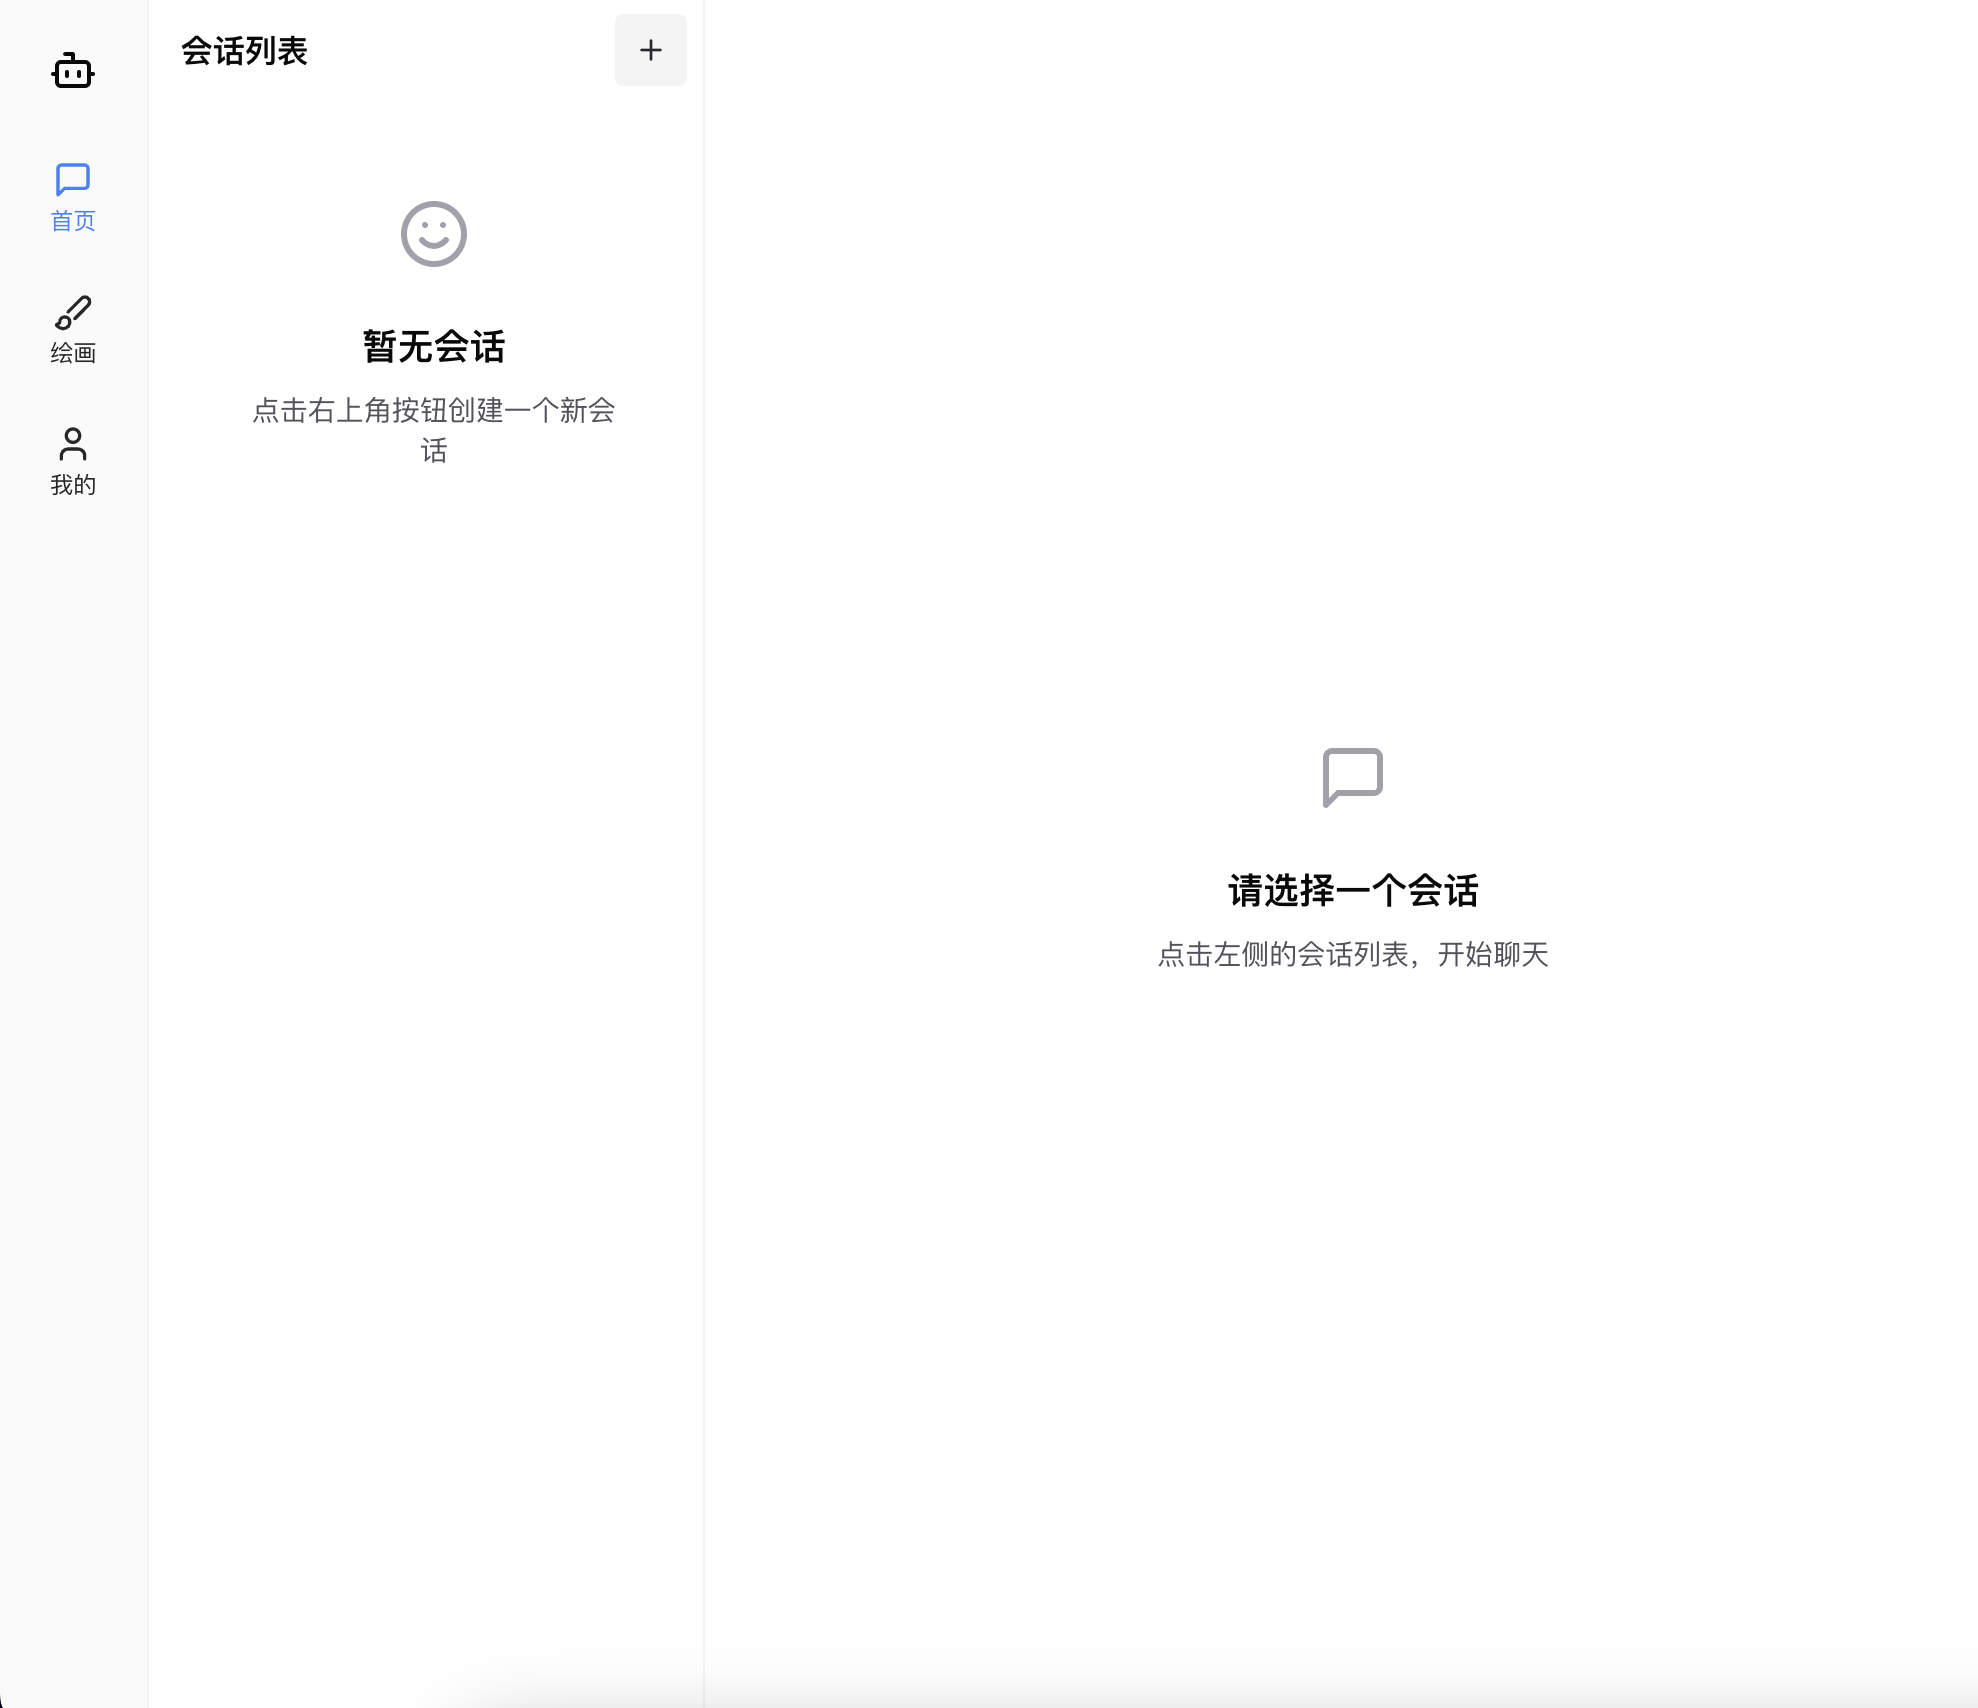 会话列表
首页
绘画
我的
暂无会话
点击右上角按钮创建一个新会
话
请选择一个会话
点击左侧的会话列表，开始聊天